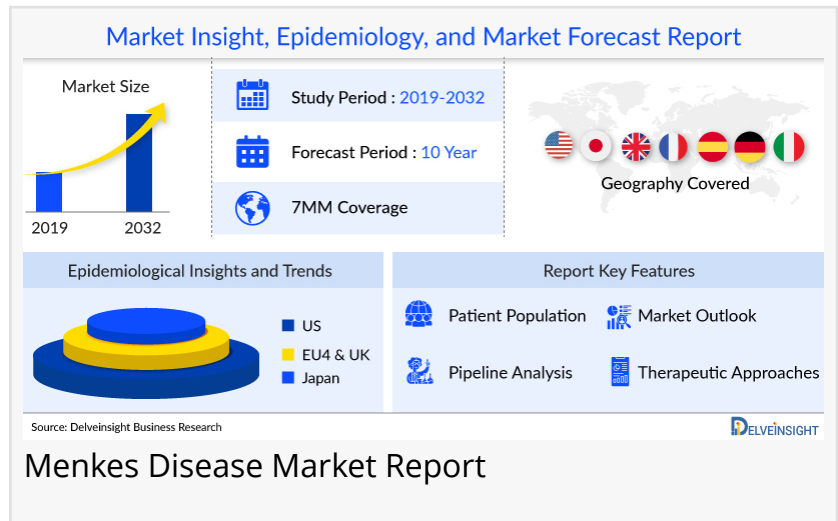 Market Insight, Epidemiology, and Market Forecast Report
Market Size
2019
2032
Study Period : 2019-2032
Forecast Period : 10 Year
7MM Coverage
Geography Covered
Epidemiological Insights and Trends
US
EU4 & UK
Japan
Report Key Features
Patient Population
Market Outlook
Pipeline Analysis
Therapeutic Approaches
Source: Delveinsight Business Research
DELVEINSIGHT
Menkes Disease Market Report